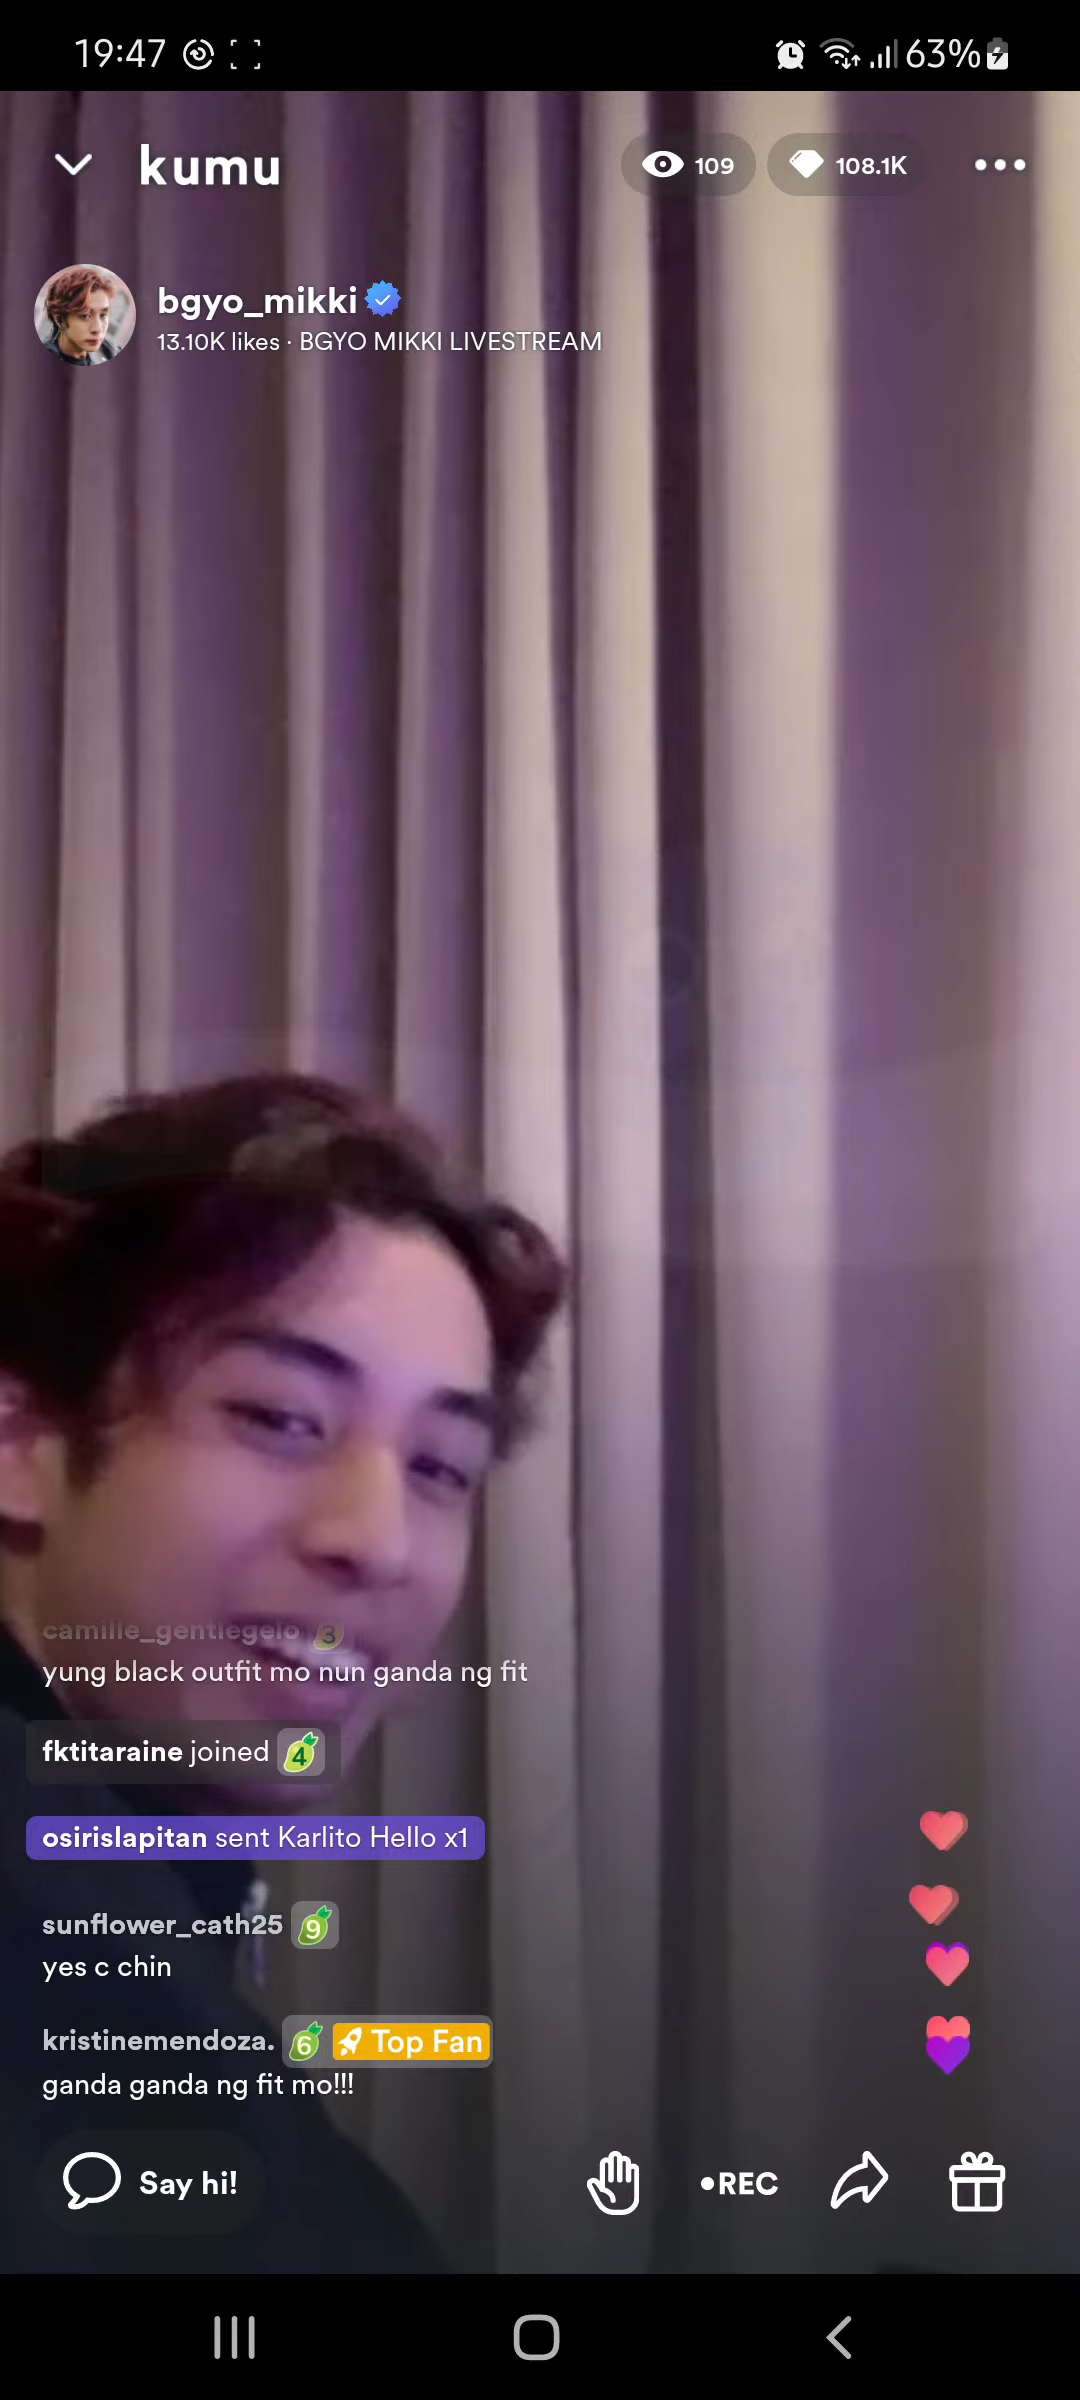 19:47
63%
kumu
109
108.1K
bgyo_mikki
13.10K likes · BGYO MIKKI LIVESTREAM
camille_gentlegelo 3
yung black outfit mo nun ganda ng fit
fktitaraine joined 4
osirislapitan sent Karlito Hello x1
sunflower_cath25 9
yes c chin
kristinemendoza. 6 Top Fan
ganda ganda ng fit mo!!!
Say hi!
•REC